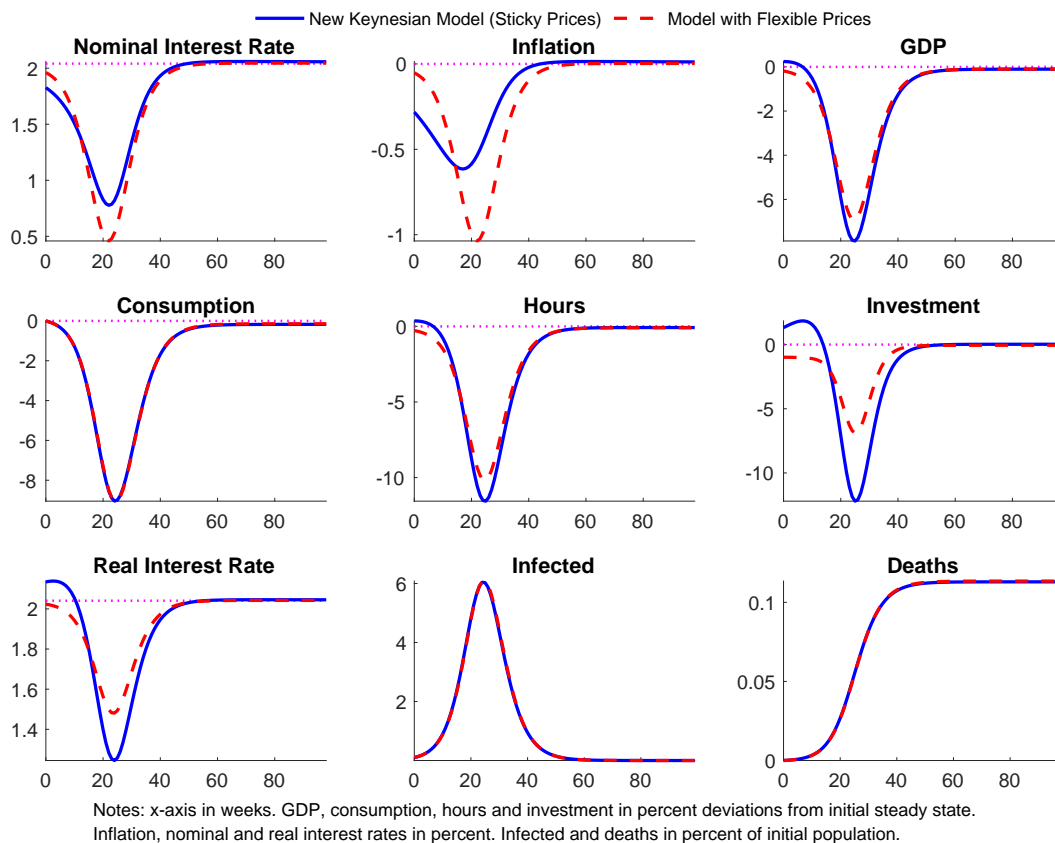 New Keynesian Model (Sticky Prices) Model with Flexible Prices
Nominal Interest Rate Inflation GDP
2
1.5
1
0.5
0 20 40 60 80
0
-0.5
-1
0 20 40 60 80
0
-2
-4
-6
0 20 40 60 80
Consumption Hours Investment
0
-2
-4
-6
-8
0 20 40 60 80
0
-5
-10
0 20 40 60 80
0
-5
-10
0 20 40 60 80
Real Interest Rate Infected Deaths
2
1.8
1.6
1.4
0 20 40 60 80
6
4
2
0 20 40 60 80
0.1
0.05
0
0 20 40 60 80
Notes: x-axis in weeks. GDP, consumption, hours and investment in percent deviations from initial steady state.
Inflation, nominal and real interest rates in percent. Infected and deaths in percent of initial population.